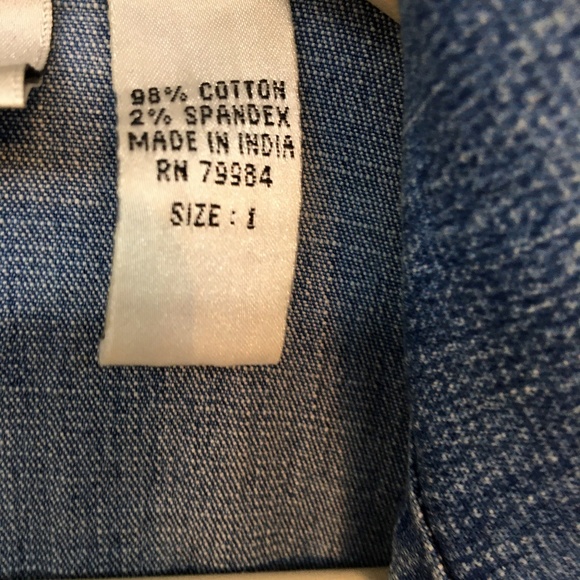 98% COTTON
2% SPANDEX
MADE IN INDIA
RN 79984
SIZE : 1